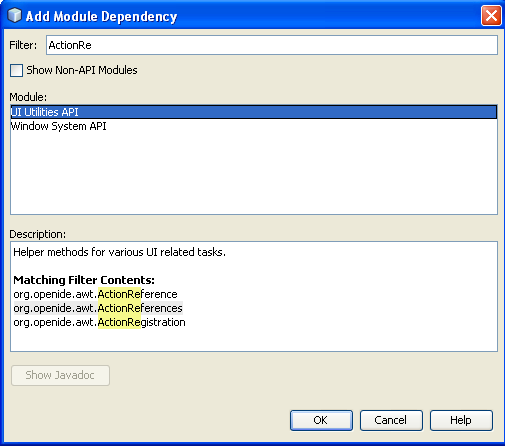 Add Module Dependency
Filter: ActionRe
Show Non-API Modules
Module:
UI Utilities API
Window System API
Description:
Helper methods for various UI related tasks.
Matching Filter Contents:
org.openide.awt.ActionReference
org.openide.awt.ActionReferences
org.openide.awt.ActionRegistration
Show Javadoc
OK Cancel Help